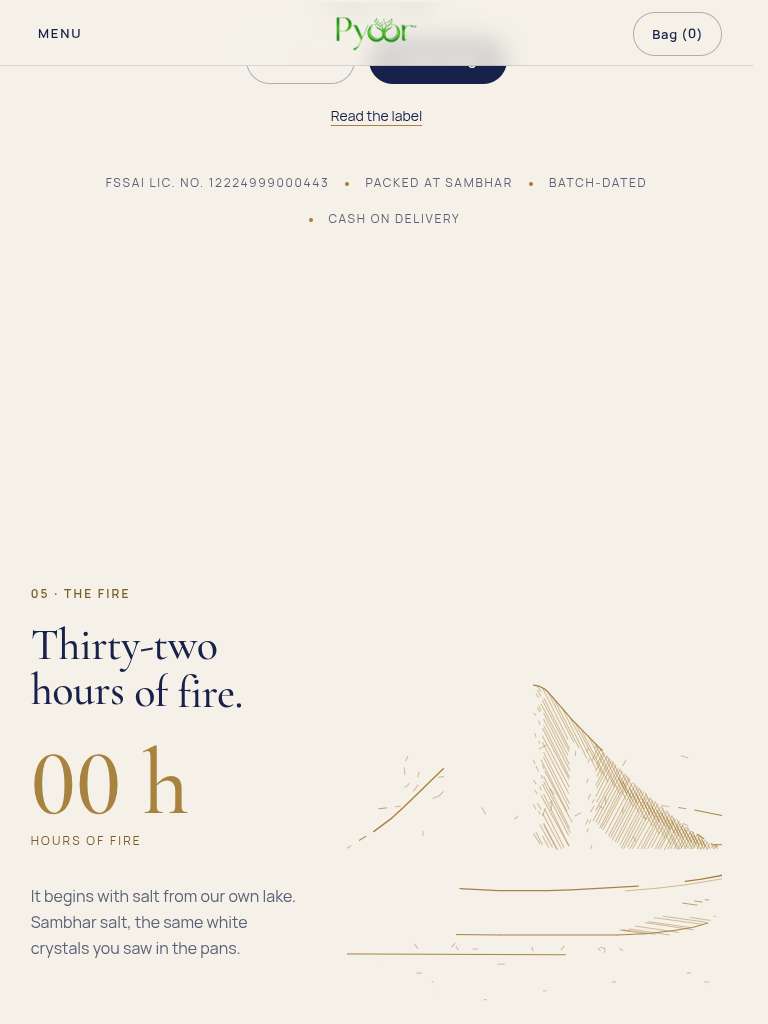 MENU
Pyoor
Bag (0)
Read the label
FSSAI LIC. NO. 12224999000443 • PACKED AT SAMBHAR • BATCH-DATED
• CASH ON DELIVERY
05 · THE FIRE
Thirty-two
hours of fire.
00 h
HOURS OF FIRE
It begins with salt from our own lake.
Sambhar salt, the same white
crystals you saw in the pans.